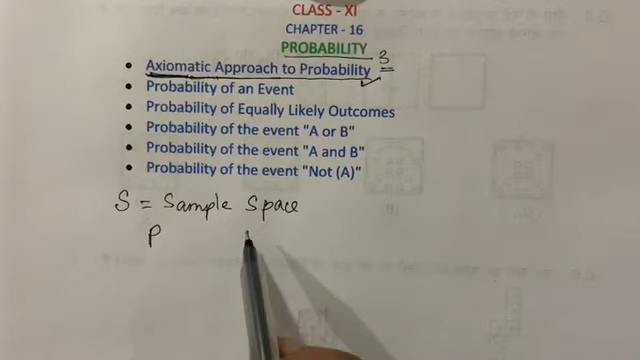 CLASS - XI
CHAPTER - 16
PROBABILITY
• Axiomatic Approach to Probability 3
• Probability of an Event
• Probability of Equally Likely Outcomes
• Probability of the event "A or B"
• Probability of the event "A and B"
• Probability of the event "Not (A)"
S = Sample Space
P